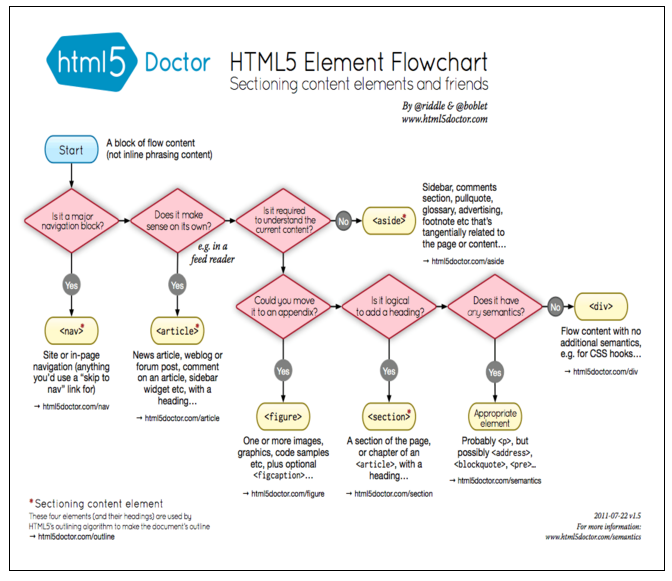 html5 Doctor
HTML5 Element Flowchart
Sectioning content elements and friends
By @riddle & @boblet
www.html5doctor.com
Start
A block of flow content
(not inline phrasing content)
Is it a major
navigation block?
Does it make
sense on its own?
e.g. in a
feed reader
Is it required
to understand the
current content?
No
<aside>*
Sidebar, comments
section, pullquote,
glossary, advertising,
footnote etc that's
tangentially related to
the page or content…
→ html5doctor.com/aside
Yes
<nav>*
Site or in-page
navigation (anything
you'd use a "skip to
nav" link for)
→ html5doctor.com/nav
Yes
<article>*
News article, weblog or
forum post, comment
on an article, sidebar
widget etc, with a
heading…
→ html5doctor.com/article
Could you move
it to an appendix?
Is it logical
to add a heading?
Does it have
any semantics?
No
<div>
Flow content with no
additional semantics,
e.g. for CSS hooks…
→ html5doctor.com/div
Yes
<figure>
One or more images,
graphics, code samples
etc, plus optional
<figcaption>…
→ html5doctor.com/figure
Yes
<section>*
A section of the page,
or chapter of an
<article>, with a
heading…
→ html5doctor.com/section
Yes
Appropriate
element
Probably <p>, but
possibly <address>,
<blockquote>, <pre>…
→ html5doctor.com/semantics
*Sectioning content element
These four elements (and their headings) are used by
HTML5's outlining algorithm to make the document's outline
→ html5doctor.com/outline
2011-07-22 v1.5
For more information:
www.html5doctor.com/semantics